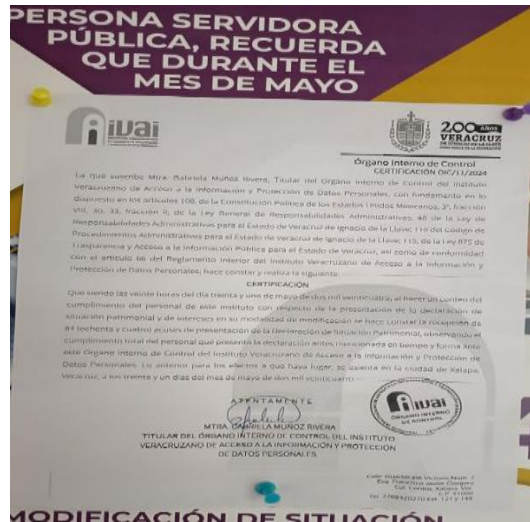 PERSONA SERVIDORA
PÚBLICA, RECUERDA
QUE DURANTE EL
MES DE MAYO
ivai
200 AÑOS
VERACRUZ
Órgano Interno de Control
CERTIFICACIÓN OIC/11/2024
La que suscribe Mtra. Gabriela Muñoz Rivera, Titular del Órgano Interno de Control del Instituto
Veracruzano de Acceso a la Información y Protección de Datos Personales, con fundamento en lo
dispuesto en los artículos 108, de la Constitución Política de los Estados Unidos Mexicanos, 3º, fracción
VIII, 30, 33, fracción II, de la Ley General de Responsabilidades Administrativas; 46 de la Ley de
Responsabilidades Administrativas para el Estado de Veracruz de Ignacio de la Llave; 116 del Código de
Procedimientos Administrativos para el Estado de Veracruz de Ignacio de la Llave; 115, de la Ley 875 de
Trasparencia y Acceso a la Información Pública para el Estado de Veracruz, así como de conformidad
con el artículo 66 del Reglamento Interior del Instituto Veracruzano de Acceso a la Información y
Protección de Datos Personales, hace constar y realiza la siguiente:
CERTIFICACIÓN
Que siendo las veinte horas del día treinta y uno de mayo de dos mil veinticuatro, al hacer un conteo del
cumplimiento del personal de este Instituto con respecto de la presentación de la declaración de
situación patrimonial y de intereses en su modalidad de modificación se hace constar la recepción de
84 (ochenta y cuatro) acuses de presentación de la Declaración de Situación Patrimonial, observando el
cumplimiento total del personal que presentó la declaración antes mencionada en tiempo y forma ante
este Órgano Interno de Control del Instituto Veracruzano de Acceso a la Información y Protección de
Datos Personales. Lo anterior para los efectos a que haya lugar, se asienta en la ciudad de Xalapa,
Veracruz, a los treinta y un días del mes de mayo de dos mil veinticuatro
ATENTAMENTE
MTRA. GABRIELA MUÑOZ RIVERA
TITULAR DEL ÓRGANO INTERNO DE CONTROL DEL INSTITUTO
VERACRUZANO DE ACCESO A LA INFORMACIÓN Y PROTECCIÓN
DE DATOS PERSONALES
ivai
ÓRGANO INTERNO
DE CONTROL
Calle Guadalupe Victoria Núm. 7
C.P. 91000
MODIFICACIÓN DE SITUACIÓN